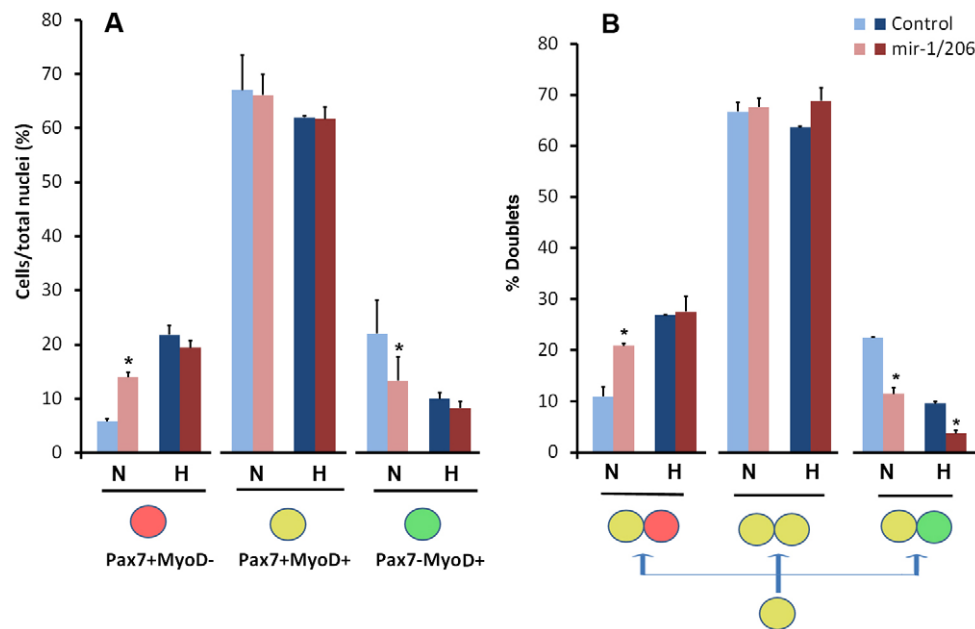 A
B
Control
mir-1/206
Cells/total nuclei (%)
80
70
60
50
40
30
20
10
0
*
*
N H N H N H
Pax7+MyoD- Pax7+MyoD+ Pax7-MyoD+
% Doublets
80
70
60
50
40
30
20
10
0
*
*
*
N H N H N H